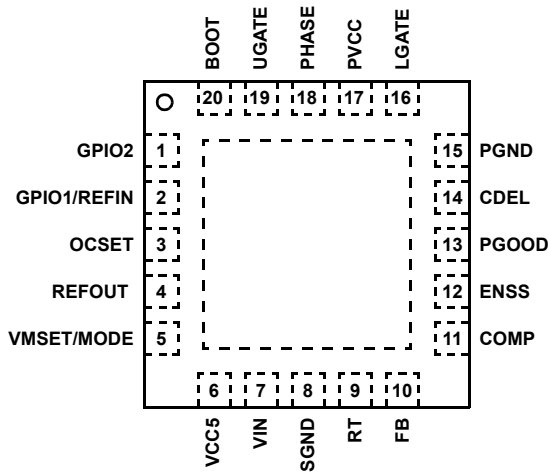 BOOT UGATE PHASE PVCC LGATE
20 19 18 17 16
GPIO2 1 15 PGND
GPIO1/REFIN 2 14 CDEL
OCSET 3 13 PGOOD
REFOUT 4 12 ENSS
VMSET/MODE 5 11 COMP
6 7 8 9 10
VCC5 VIN SGND RT FB